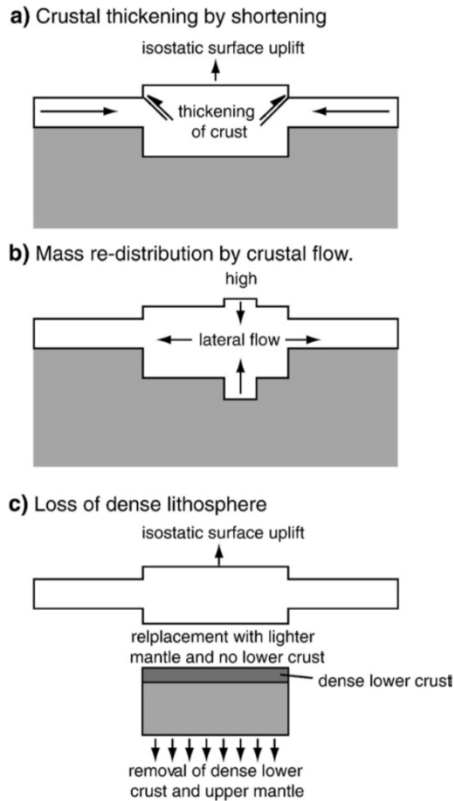 a) Crustal thickening by shortening
isostatic surface uplift
thickening
of crust
b) Mass re-distribution by crustal flow.
high
lateral flow
c) Loss of dense lithosphere
isostatic surface uplift
relplacement with lighter
mantle and no lower crust
dense lower crust
removal of dense lower
crust and upper mantle